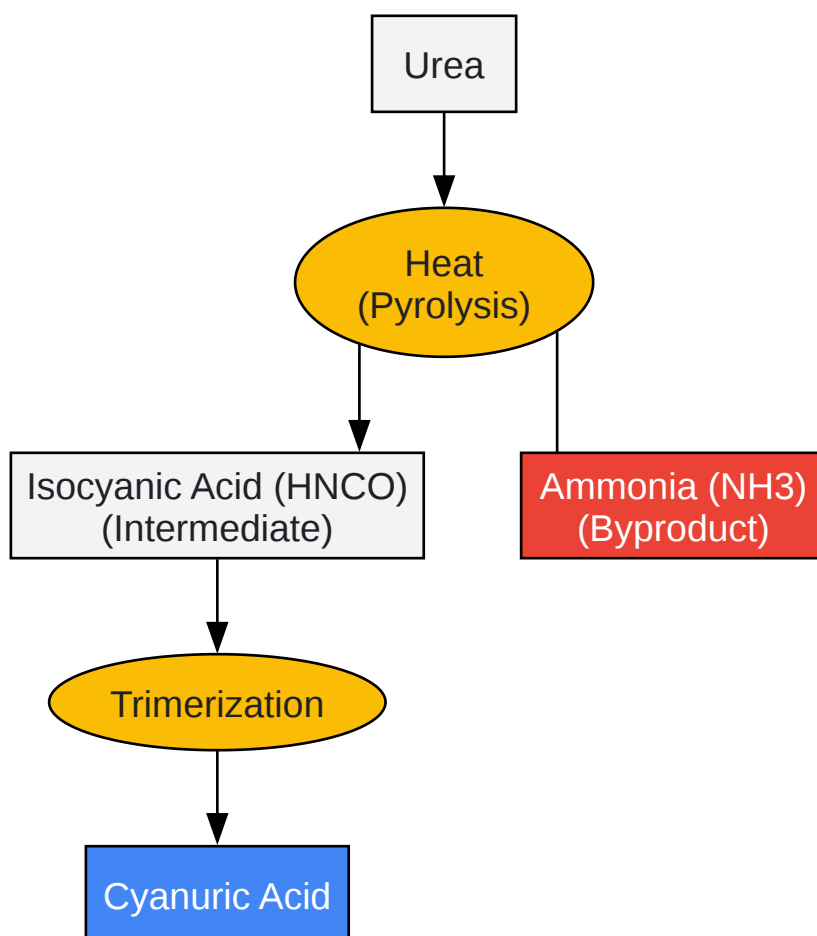 Urea
Heat
(Pyrolysis)
Isocyanic Acid (HNCO)
(Intermediate)
Ammonia (NH3)
(Byproduct)
Trimerization
Cyanuric Acid